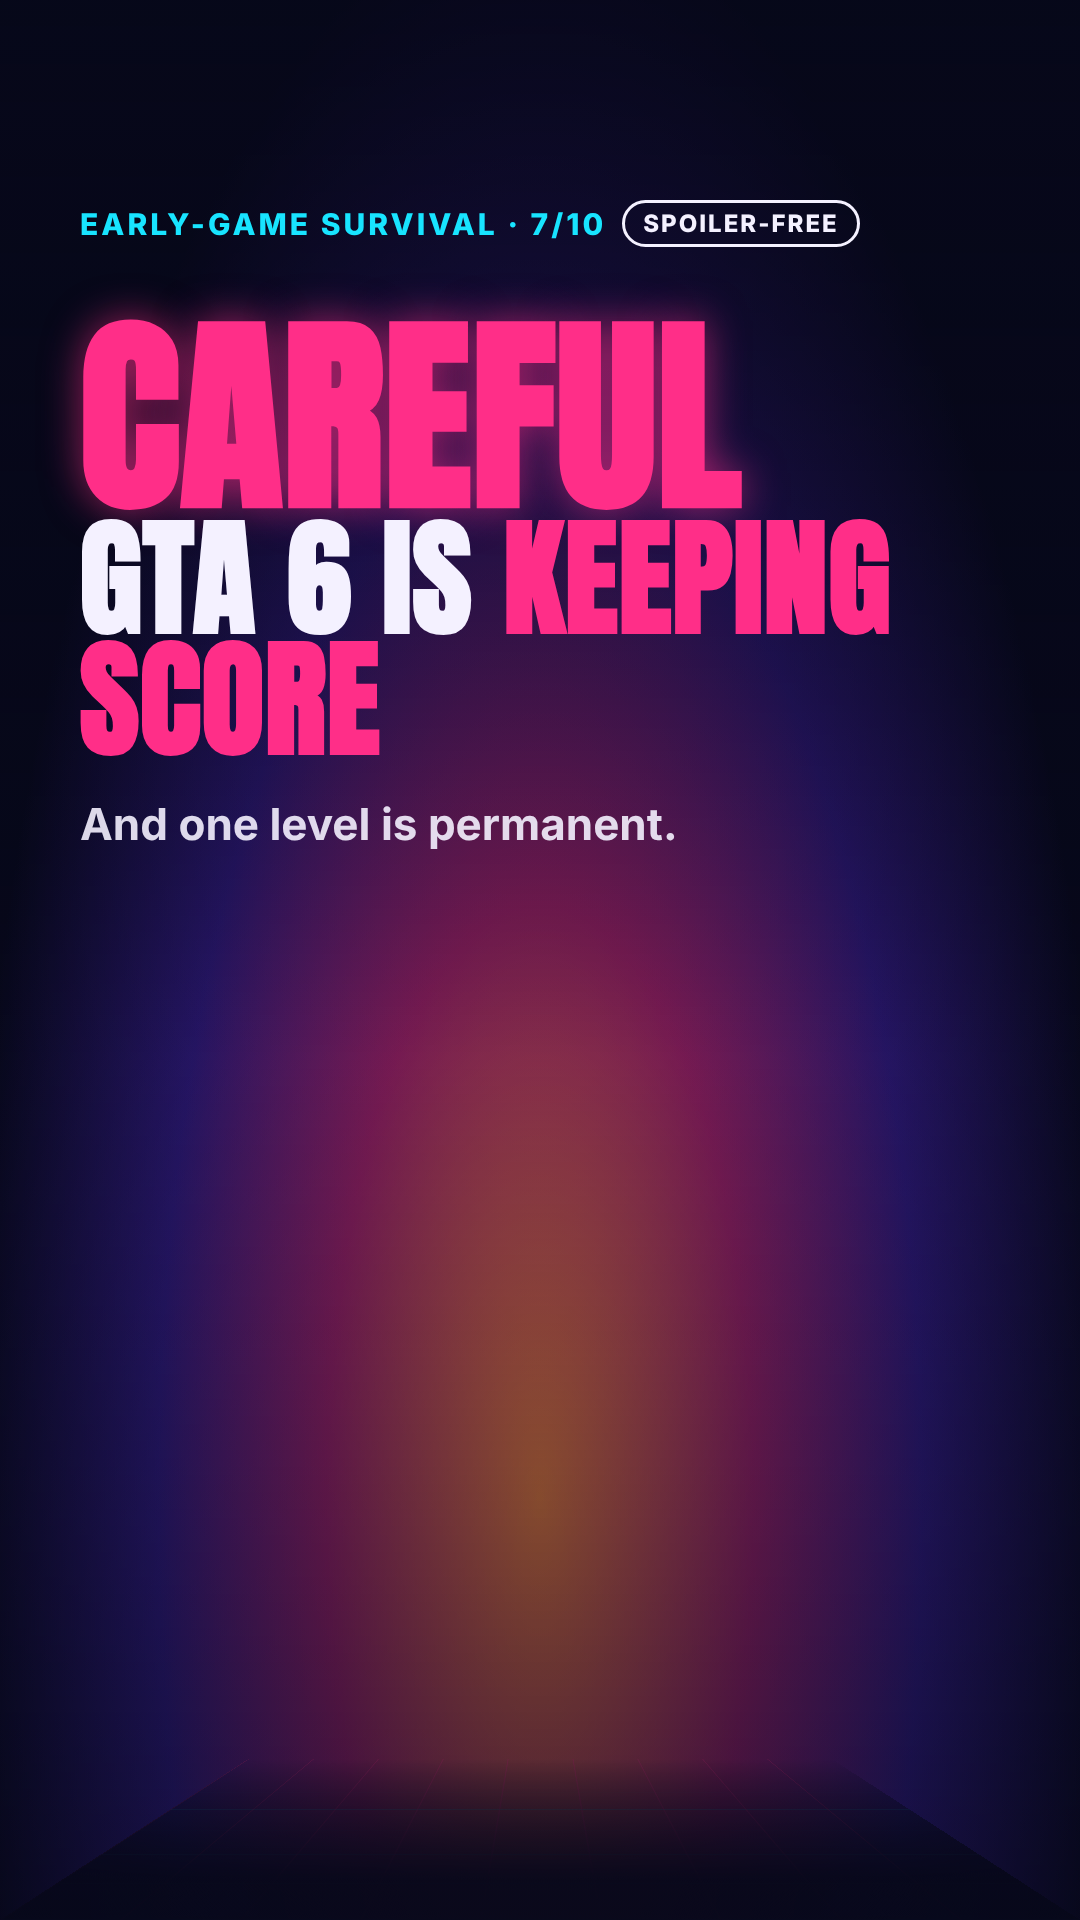 EARLY-GAME SURVIVAL · 7/10 SPOILER-FREE
CAREFUL
GTA 6 IS KEEPING
SCORE
And one level is permanent.